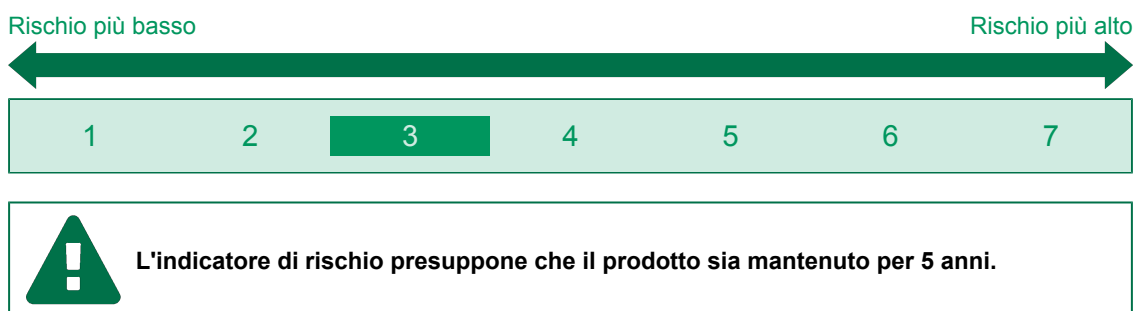 Rischio più basso Rischio più alto
1 2 3 4 5 6 7
L'indicatore di rischio presuppone che il prodotto sia mantenuto per 5 anni.